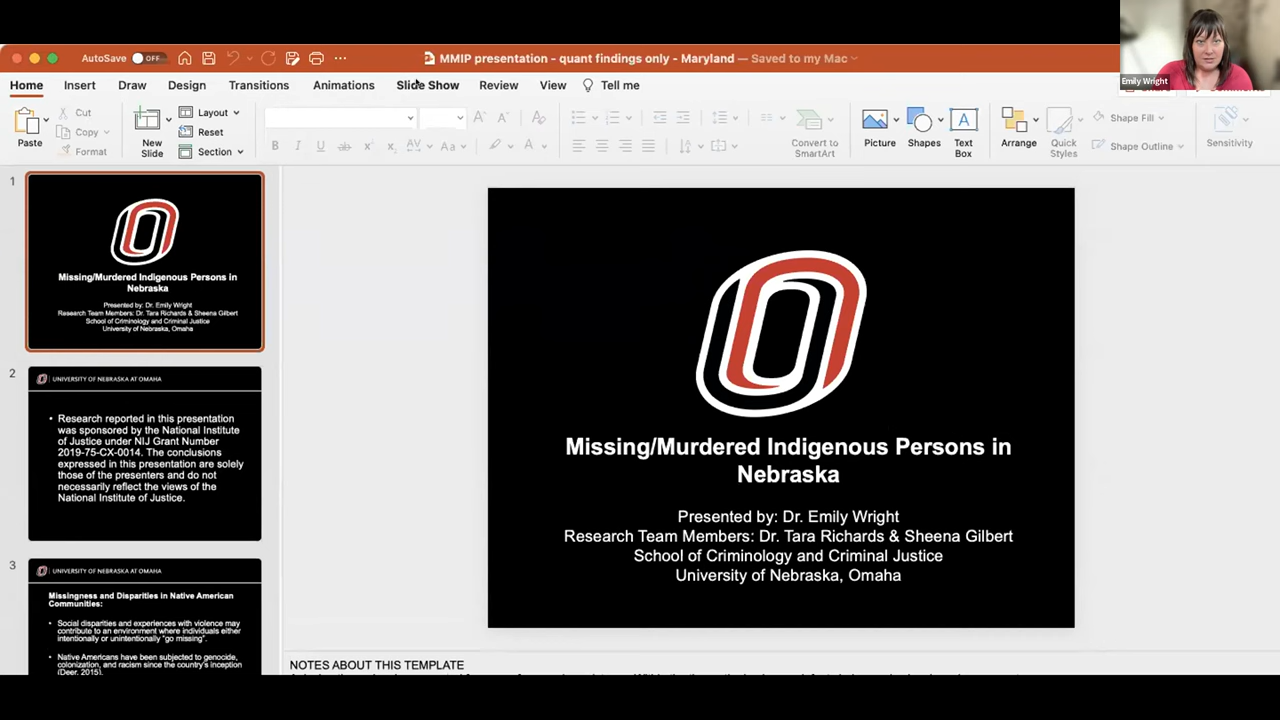 AutoSave OFF
MMIP presentation - quant findings only - Maryland — Saved to my Mac
Emily Wright
Home Insert Draw Design Transitions Animations Slide Show Review View Tell me
Paste
Cut
Copy
Format
New
Slide
Layout
Reset
Section
Convert to
SmartArt
Picture
Shapes
Text
Box
Arrange
Quick
Styles
Shape Fill
Shape Outline
Sensitivity
1
Missing/Murdered Indigenous Persons in
Nebraska
Presented by: Dr. Emily Wright
Research Team Members: Dr. Tara Richards & Sheena Gilbert
School of Criminology and Criminal Justice
University of Nebraska, Omaha
2
UNIVERSITY OF NEBRASKA AT OMAHA
• Research reported in this presentation
was sponsored by the National Institute
of Justice under NIJ Grant Number
2019-75-CX-0014. The conclusions
expressed in this presentation are solely
those of the presenters and do not
necessarily reflect the views of the
National Institute of Justice.
3
UNIVERSITY OF NEBRASKA AT OMAHA
Missingness and Disparities in Native American
Communities:
• Social disparities and experiences with violence may
contribute to an environment where individuals either
intentionally or unintentionally "go missing".
• Native Americans have been subjected to genocide,
colonization, and racism since the country's inception
(Deer, 2015).
Missing/Murdered Indigenous Persons in
Nebraska
Presented by: Dr. Emily Wright
Research Team Members: Dr. Tara Richards & Sheena Gilbert
School of Criminology and Criminal Justice
University of Nebraska, Omaha
NOTES ABOUT THIS TEMPLATE